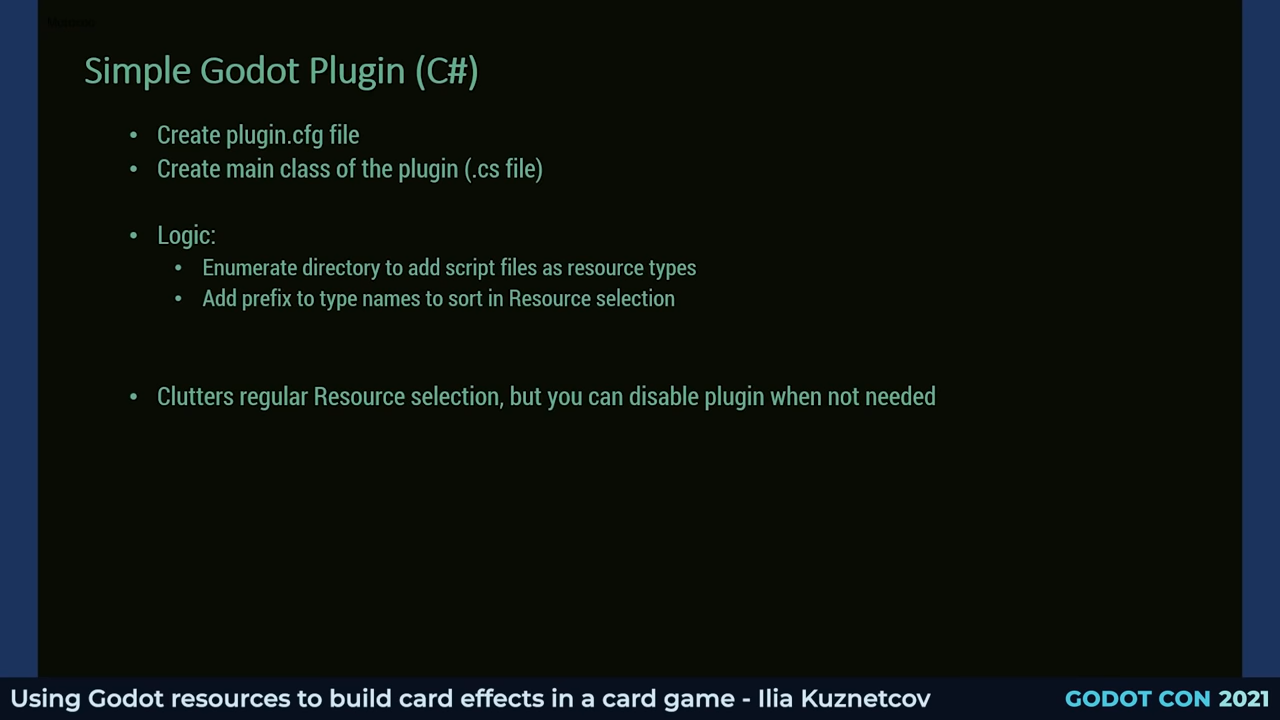 Simple Godot Plugin (C#)
• Create plugin.cfg file
• Create main class of the plugin (.cs file)
• Logic:
• Enumerate directory to add script files as resource types
• Add prefix to type names to sort in Resource selection
• Clutters regular Resource selection, but you can disable plugin when not needed
Using Godot resources to build card effects in a card game - Ilia Kuznetcov
GODOT CON 2021